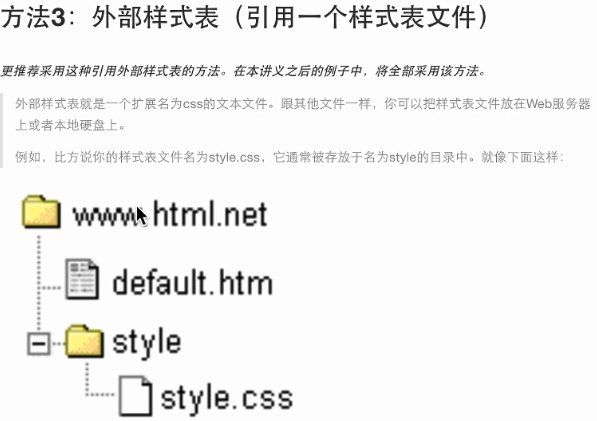 方法3：外部样式表（引用一个样式表文件）
更推荐采用这种引用外部样式表的方法。在本讲义之后的例子中，将全部采用该方法。
外部样式表就是一个扩展名为css的文本文件。跟其他文件一样，你可以把样式表文件放在Web服务器
上或者本地硬盘上。
例如，比方说你的样式表文件名为style.css，它通常被存放于名为style的目录中。就像下面这样：
www.html.net
default.htm
style
style.css